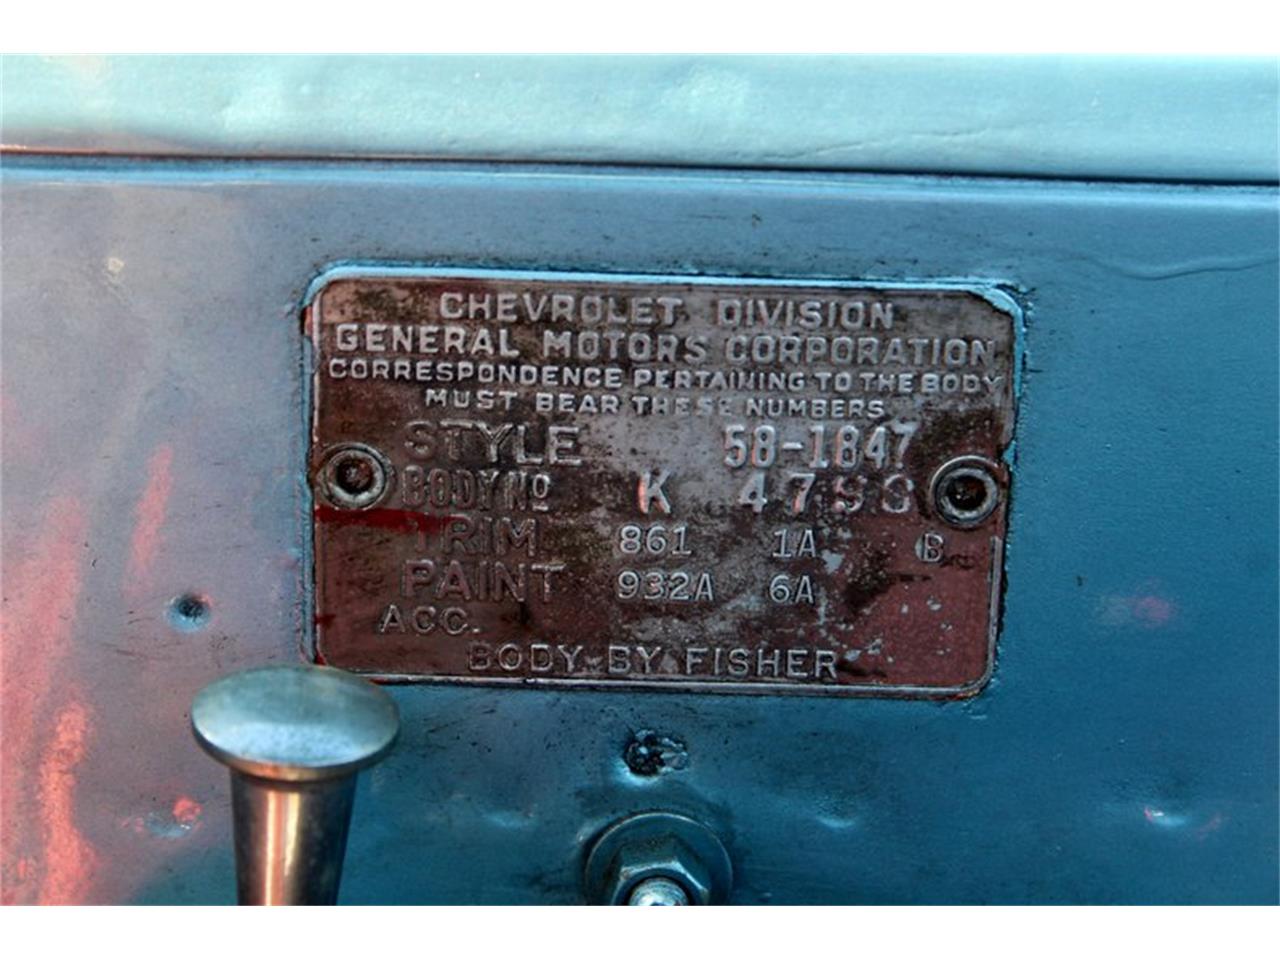 CHEVROLET DIVISION
GENERAL MOTORS CORPORATION
CORRESPONDENCE PERTAINING TO THE BODY
MUST BEAR THESE NUMBERS
STYLE 58-1847
BODY NO K
TRIM 861 1A B
PAINT 932A 6A
ACC.
BODY BY FISHER